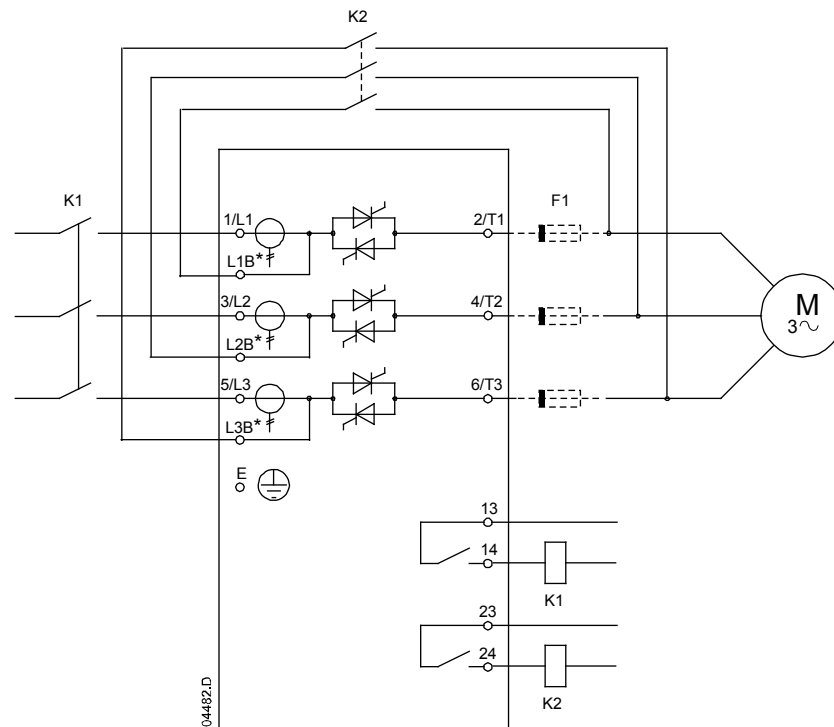 K2
K1
F1
1/L1
2/T1
L1B*
3/L2
4/T2
M
3~
L2B*
5/L3
6/T3
L3B*
E
13
14
K1
23
24
K2
04482.D